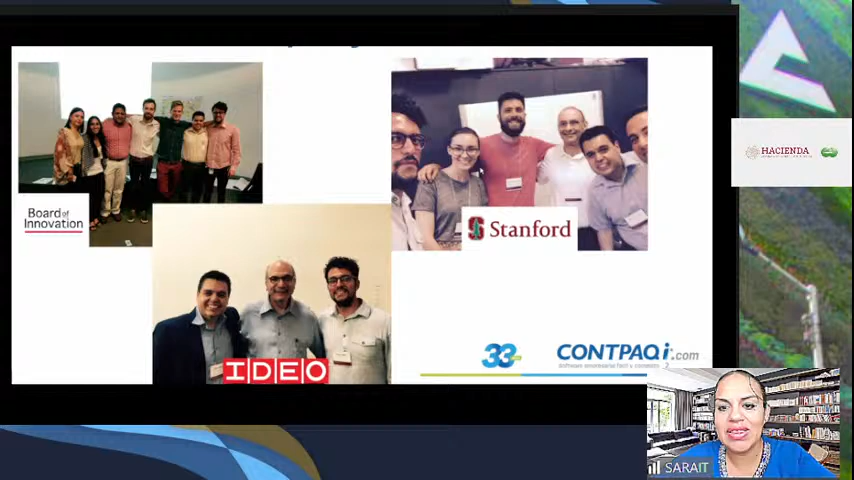 HACIENDA
Board of
Innovation
Stanford
IDEO
33
CONTPAQi.com
SARAIT